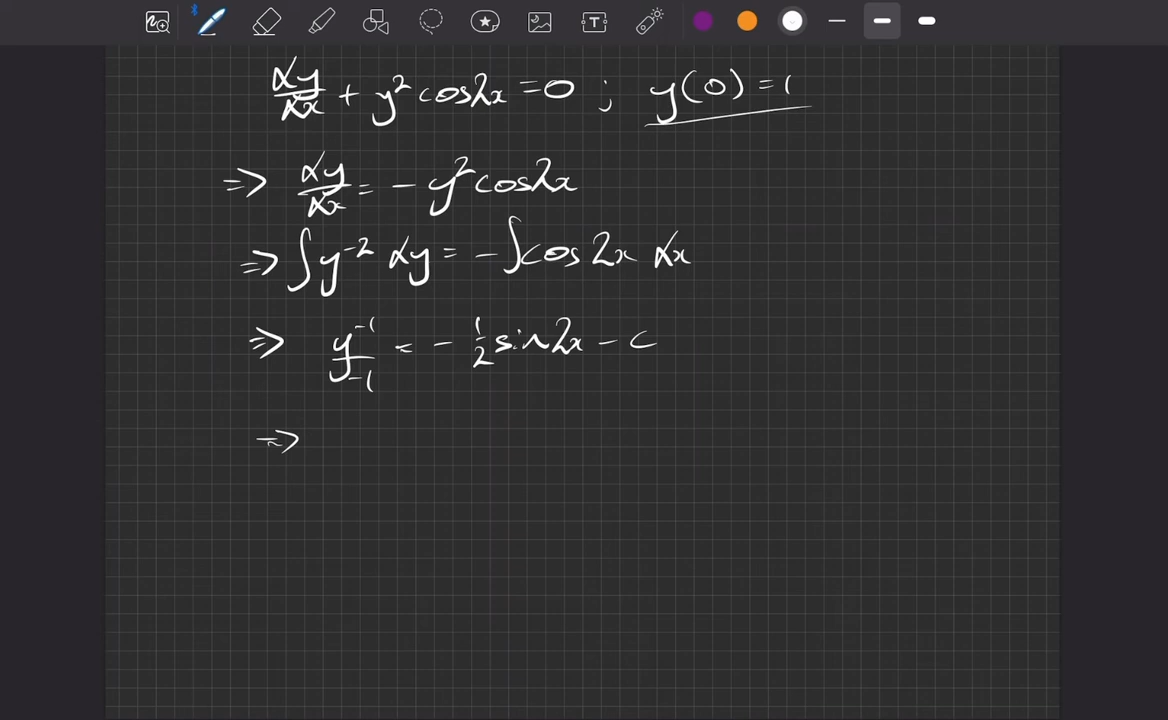 dy/dx + y² cos2x = 0 ; y(0) = 1
⇒ dy/dx = - y² cos2x
⇒ ∫ y⁻² dy = - ∫ cos 2x dx
⇒ y⁻¹/-1 = - 1/2 sin2x - c
⇒